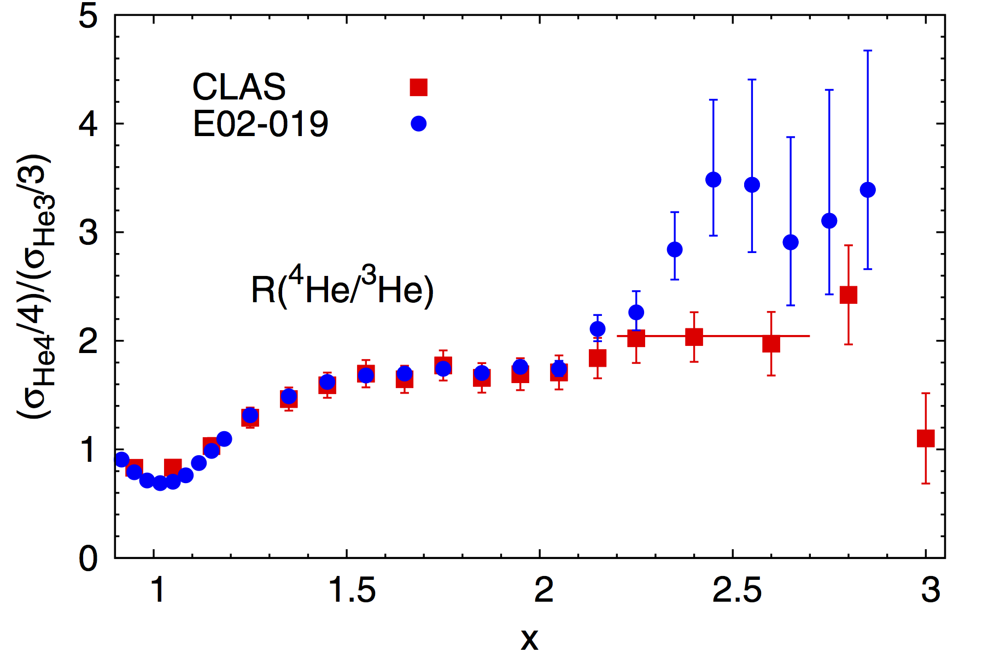 5
4
3
2
1
0
CLAS
E02-019
R(⁴He/³He)
(σHe4/4)/(σHe3/3)
1 1.5 2 2.5 3
x